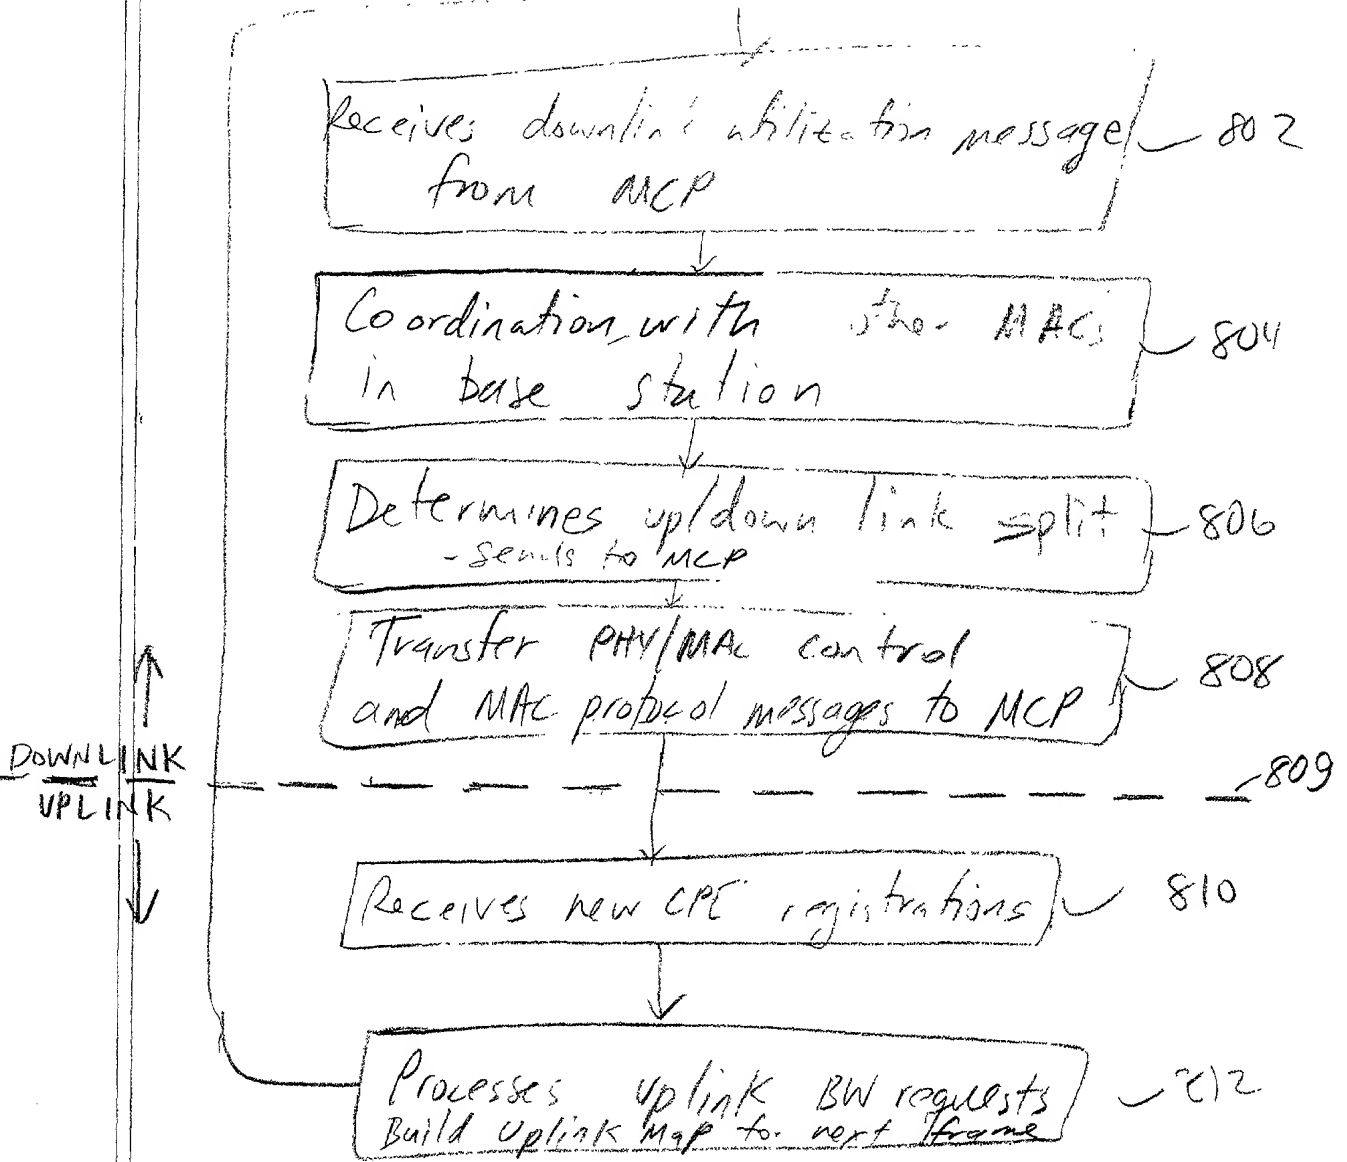 Receives downlink utilization message 802
from MCP
Coordination with other MACs 804
in base station
Determines up/down link split 806
- sends to MCP
Transfer PHY/MAC control 808
and MAC protocol messages to MCP
DOWNLINK
809
UPLINK
Receives new CPE registrations 810
Processes uplink BW requests 812
Build Uplink Map for next frame